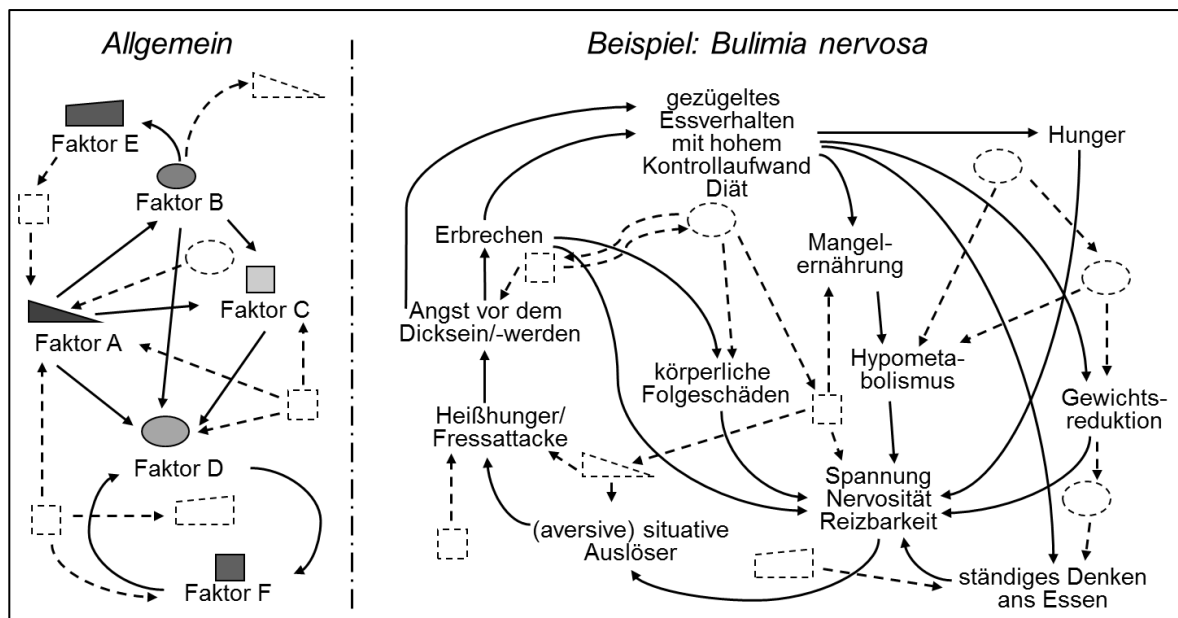 Allgemein
Faktor E
Faktor B
Faktor C
Faktor A
Faktor D
Faktor F
Beispiel: Bulimia nervosa
gezügeltes
Essverhalten
mit hohem
Kontrollaufwand
Diät
Hunger
Erbrechen
Mangel-
ernährung
Angst vor dem
Dicksein/-werden
körperliche
Folgeschäden
Hypometa-
bolismus
Gewichts-
reduktion
Heißhunger/
Fressattacke
Spannung
Nervosität
Reizbarkeit
(aversive) situative
Auslöser
ständiges Denken
ans Essen